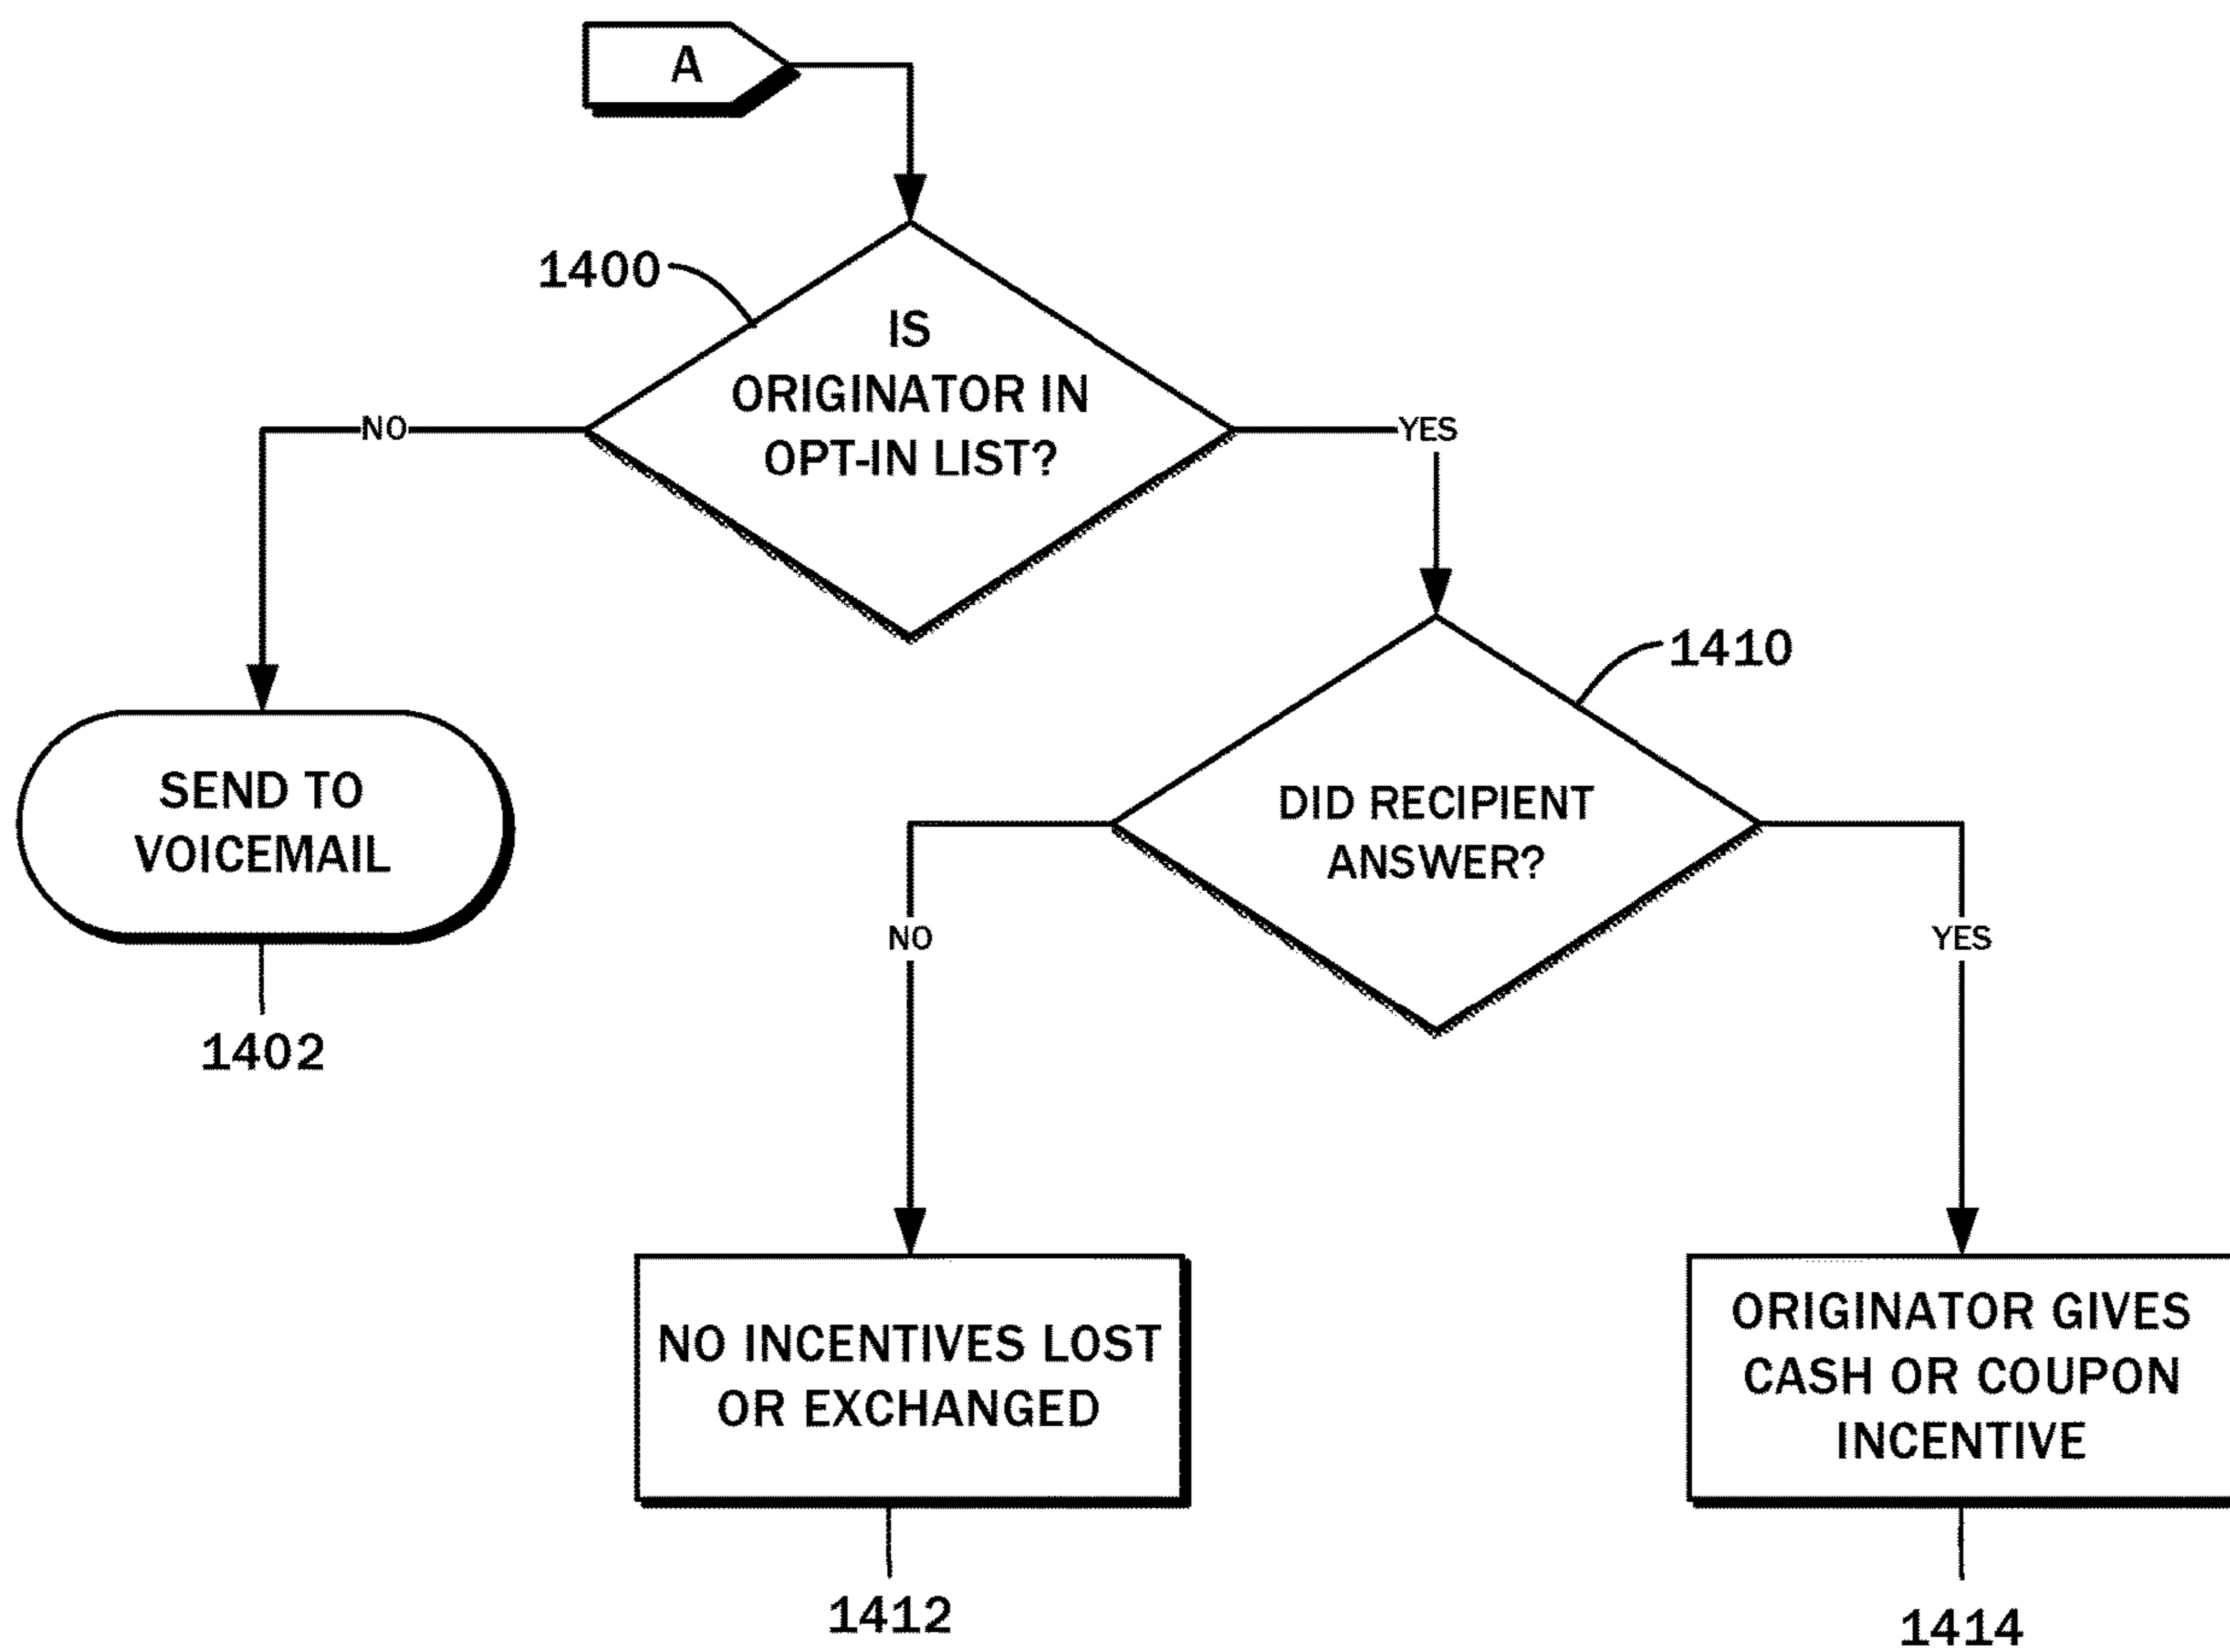 A
1400
IS
ORIGINATOR IN
OPT-IN LIST?
NO
YES
1410
SEND TO
VOICEMAIL
1402
DID RECIPIENT
ANSWER?
NO
YES
NO INCENTIVES LOST
OR EXCHANGED
1412
ORIGINATOR GIVES
CASH OR COUPON
INCENTIVE
1414